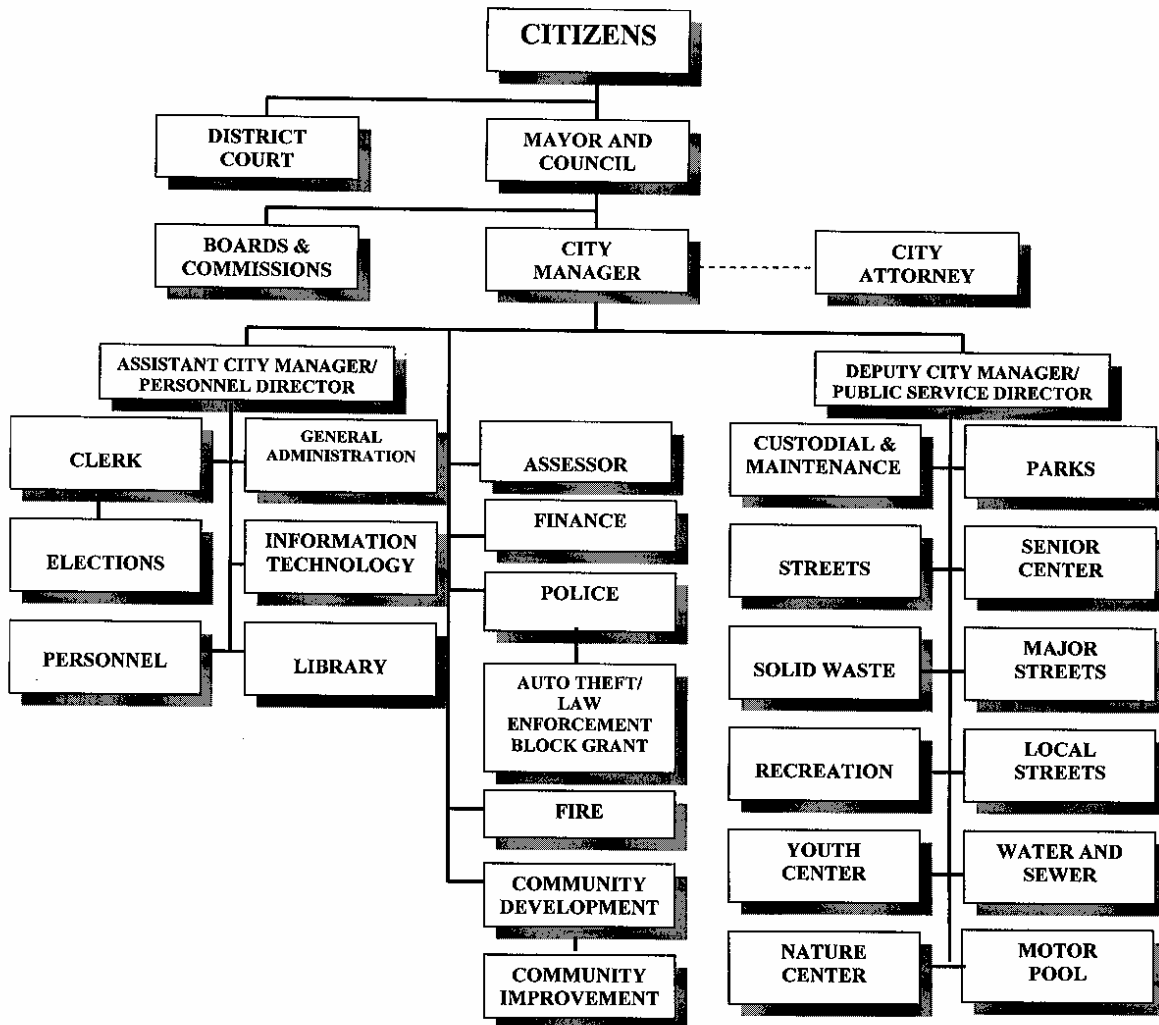 CITIZENS
DISTRICT
COURT
MAYOR AND
COUNCIL
BOARDS &
COMMISSIONS
CITY
MANAGER
CITY
ATTORNEY
ASSISTANT CITY MANAGER/
PERSONNEL DIRECTOR
DEPUTY CITY MANAGER/
PUBLIC SERVICE DIRECTOR
CLERK
GENERAL
ADMINISTRATION
ELECTIONS
INFORMATION
TECHNOLOGY
PERSONNEL
LIBRARY
ASSESSOR
FINANCE
POLICE
AUTO THEFT/
LAW
ENFORCEMENT
BLOCK GRANT
FIRE
COMMUNITY
DEVELOPMENT
COMMUNITY
IMPROVEMENT
CUSTODIAL &
MAINTENANCE
PARKS
STREETS
SENIOR
CENTER
SOLID WASTE
MAJOR
STREETS
RECREATION
LOCAL
STREETS
YOUTH
CENTER
WATER AND
SEWER
NATURE
CENTER
MOTOR
POOL